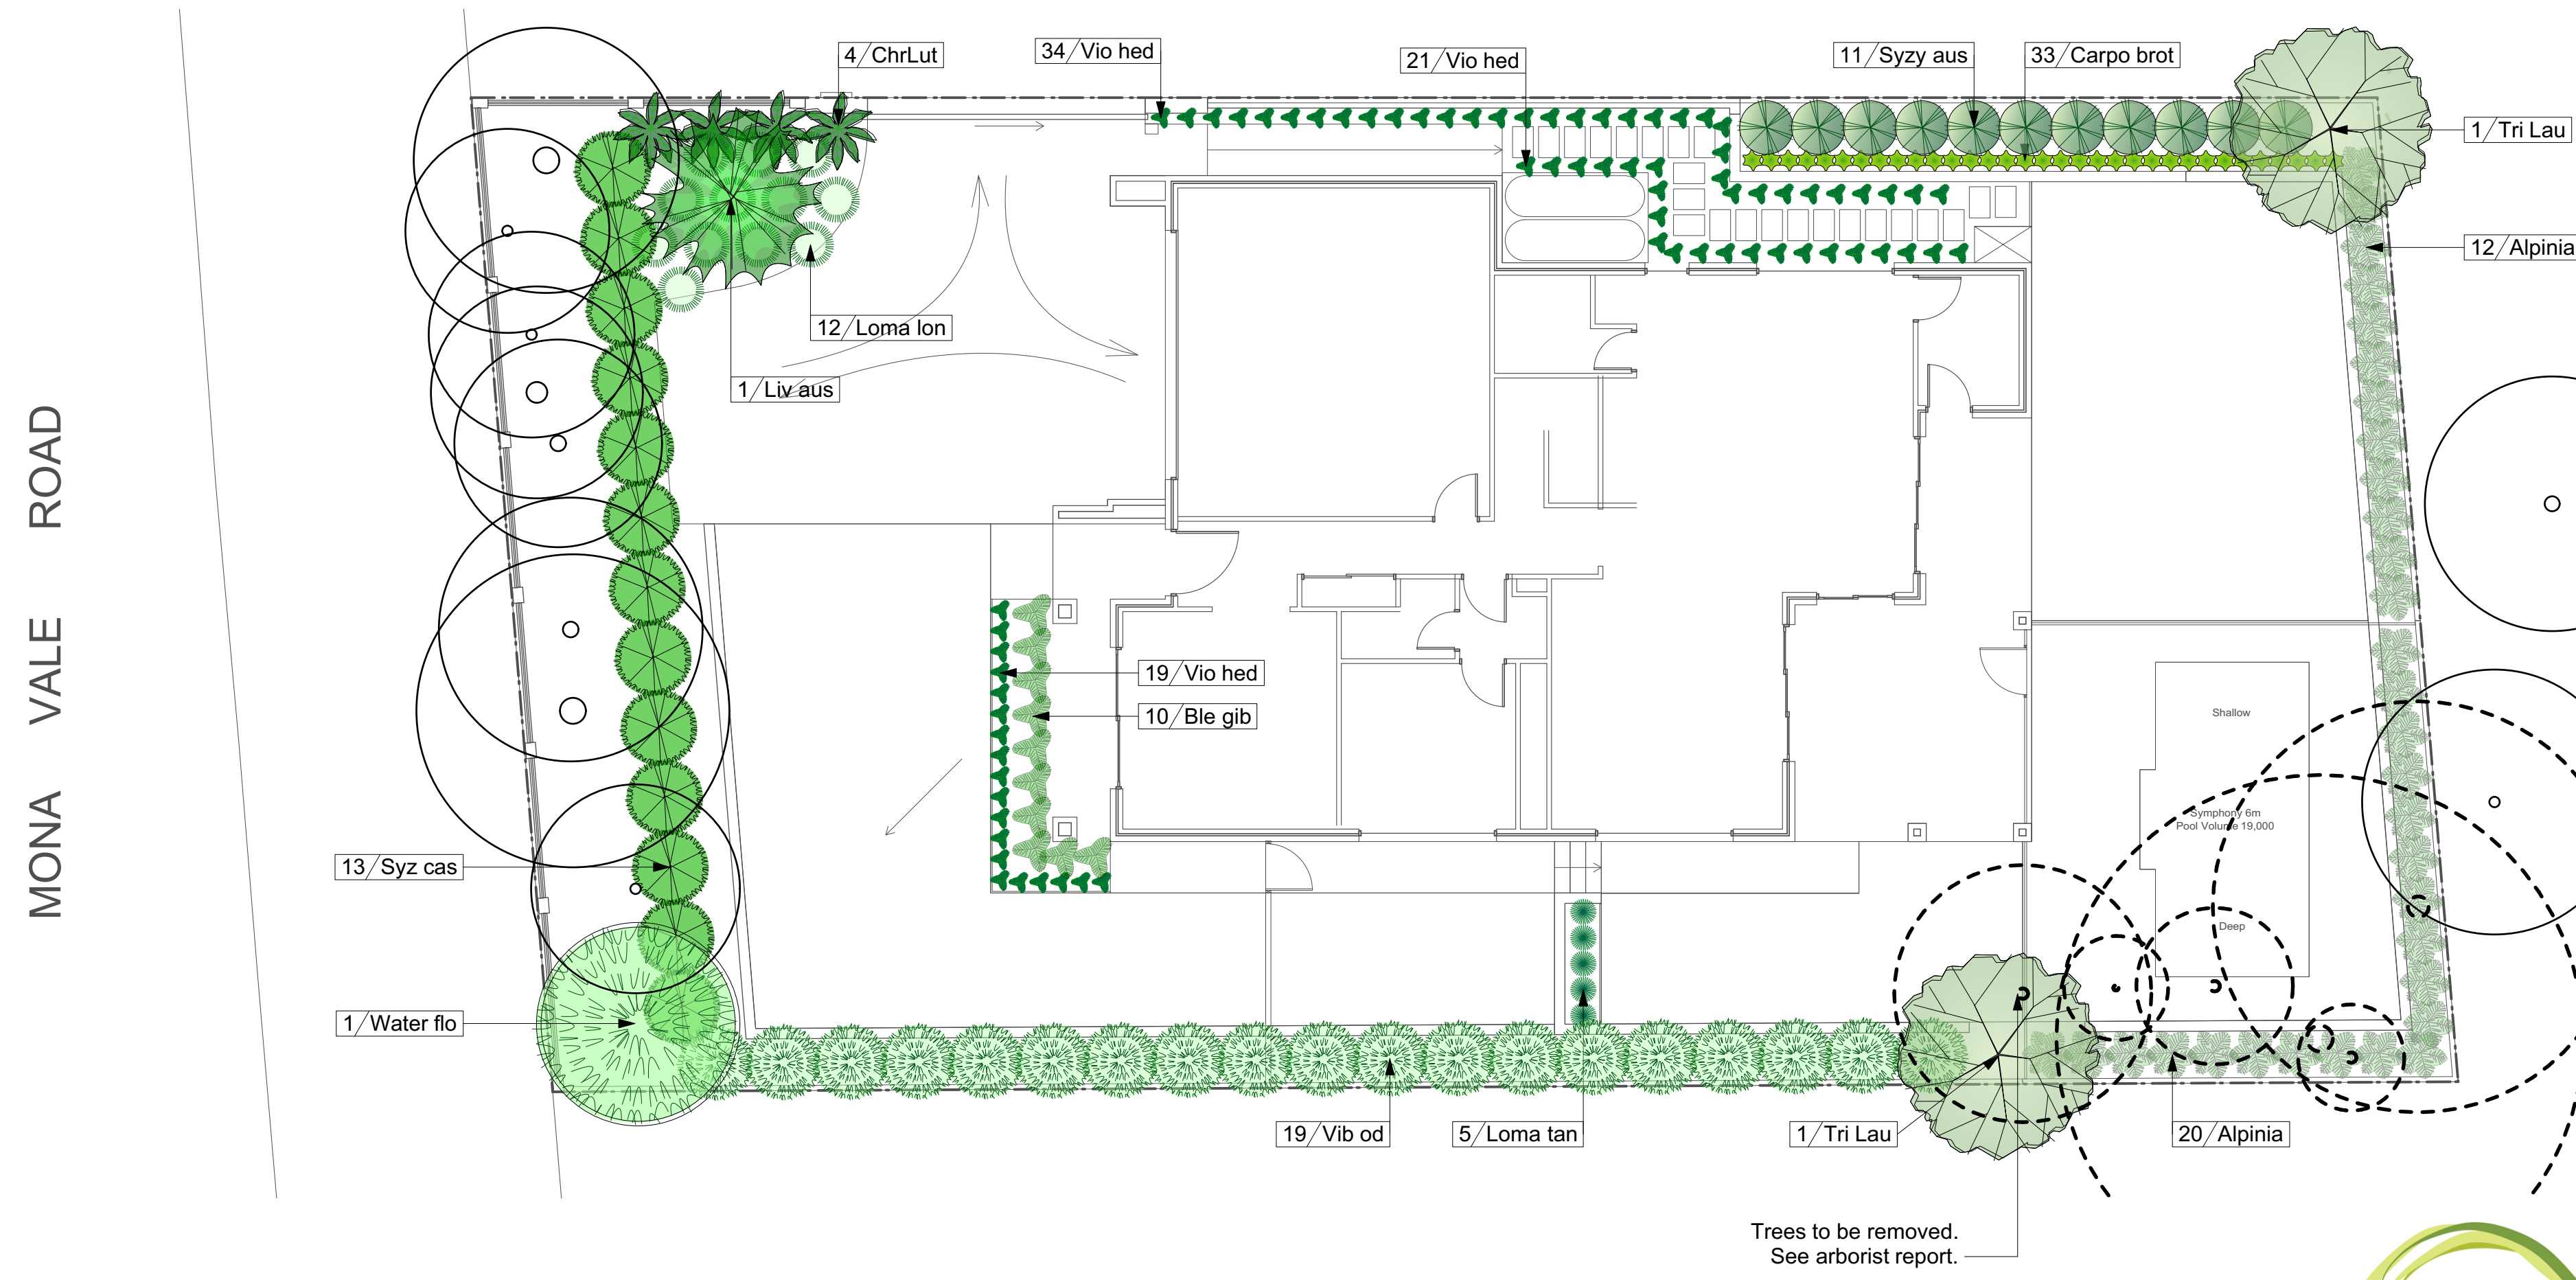 4/ChrLut
34/Vio hed
21/Vio hed
11/Syzy aus
33/Carpo brot
1/Tri Lau
12/Alpinia
12/Loma lon
1/Liv aus
MONA VALE ROAD
19/Vio hed
10/Ble gib
Shallow
Symphony 6m
Pool Volume 19,000
Deep
13/Syz cas
1/Water flo
19/Vib od
5/Loma tan
1/Tri Lau
20/Alpinia
Trees to be removed.
See arborist report.